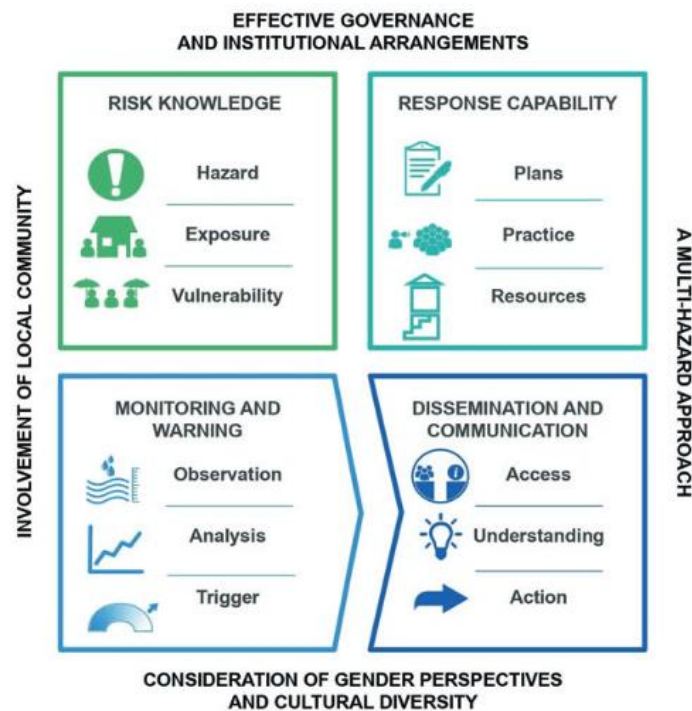 EFFECTIVE GOVERNANCE
AND INSTITUTIONAL ARRANGEMENTS
INVOLVEMENT OF LOCAL COMMUNITY
RISK KNOWLEDGE
Hazard
Exposure
Vulnerability
RESPONSE CAPABILITY
Plans
Practice
Resources
MONITORING AND
WARNING
Observation
Analysis
Trigger
DISSEMINATION AND
COMMUNICATION
Access
Understanding
Action
A MULTI-HAZARD APPROACH
CONSIDERATION OF GENDER PERSPECTIVES
AND CULTURAL DIVERSITY